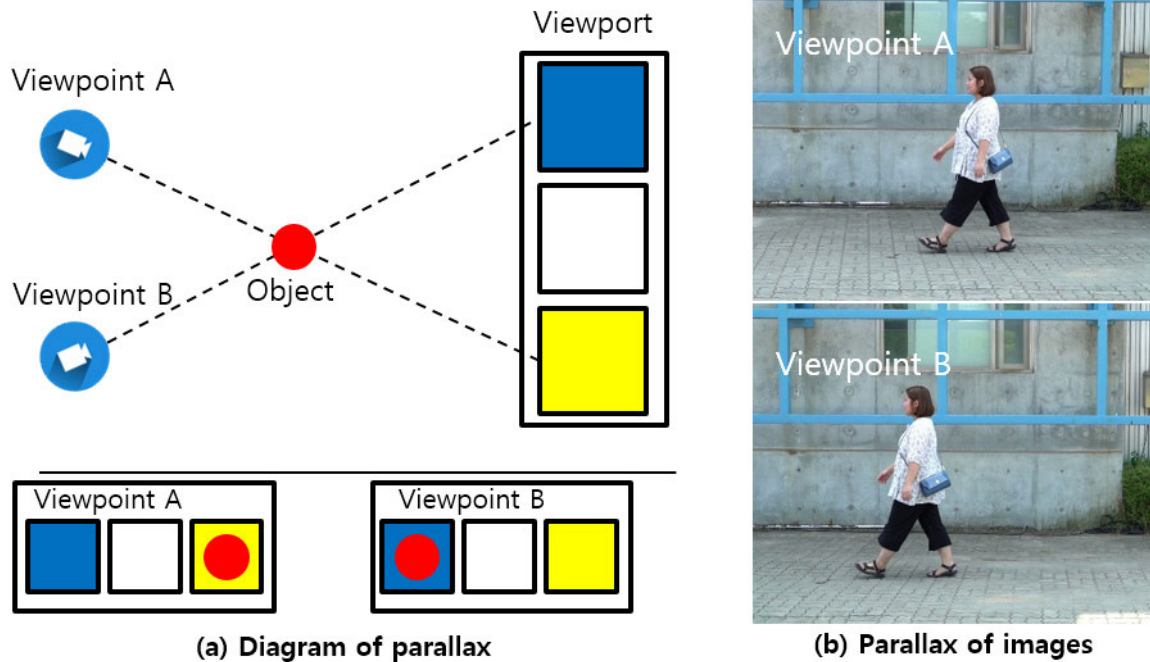 Viewport
Viewpoint A
Viewpoint B
Object
Viewpoint A
Viewpoint B
(a) Diagram of parallax
Viewpoint A
Viewpoint B
(b) Parallax of images